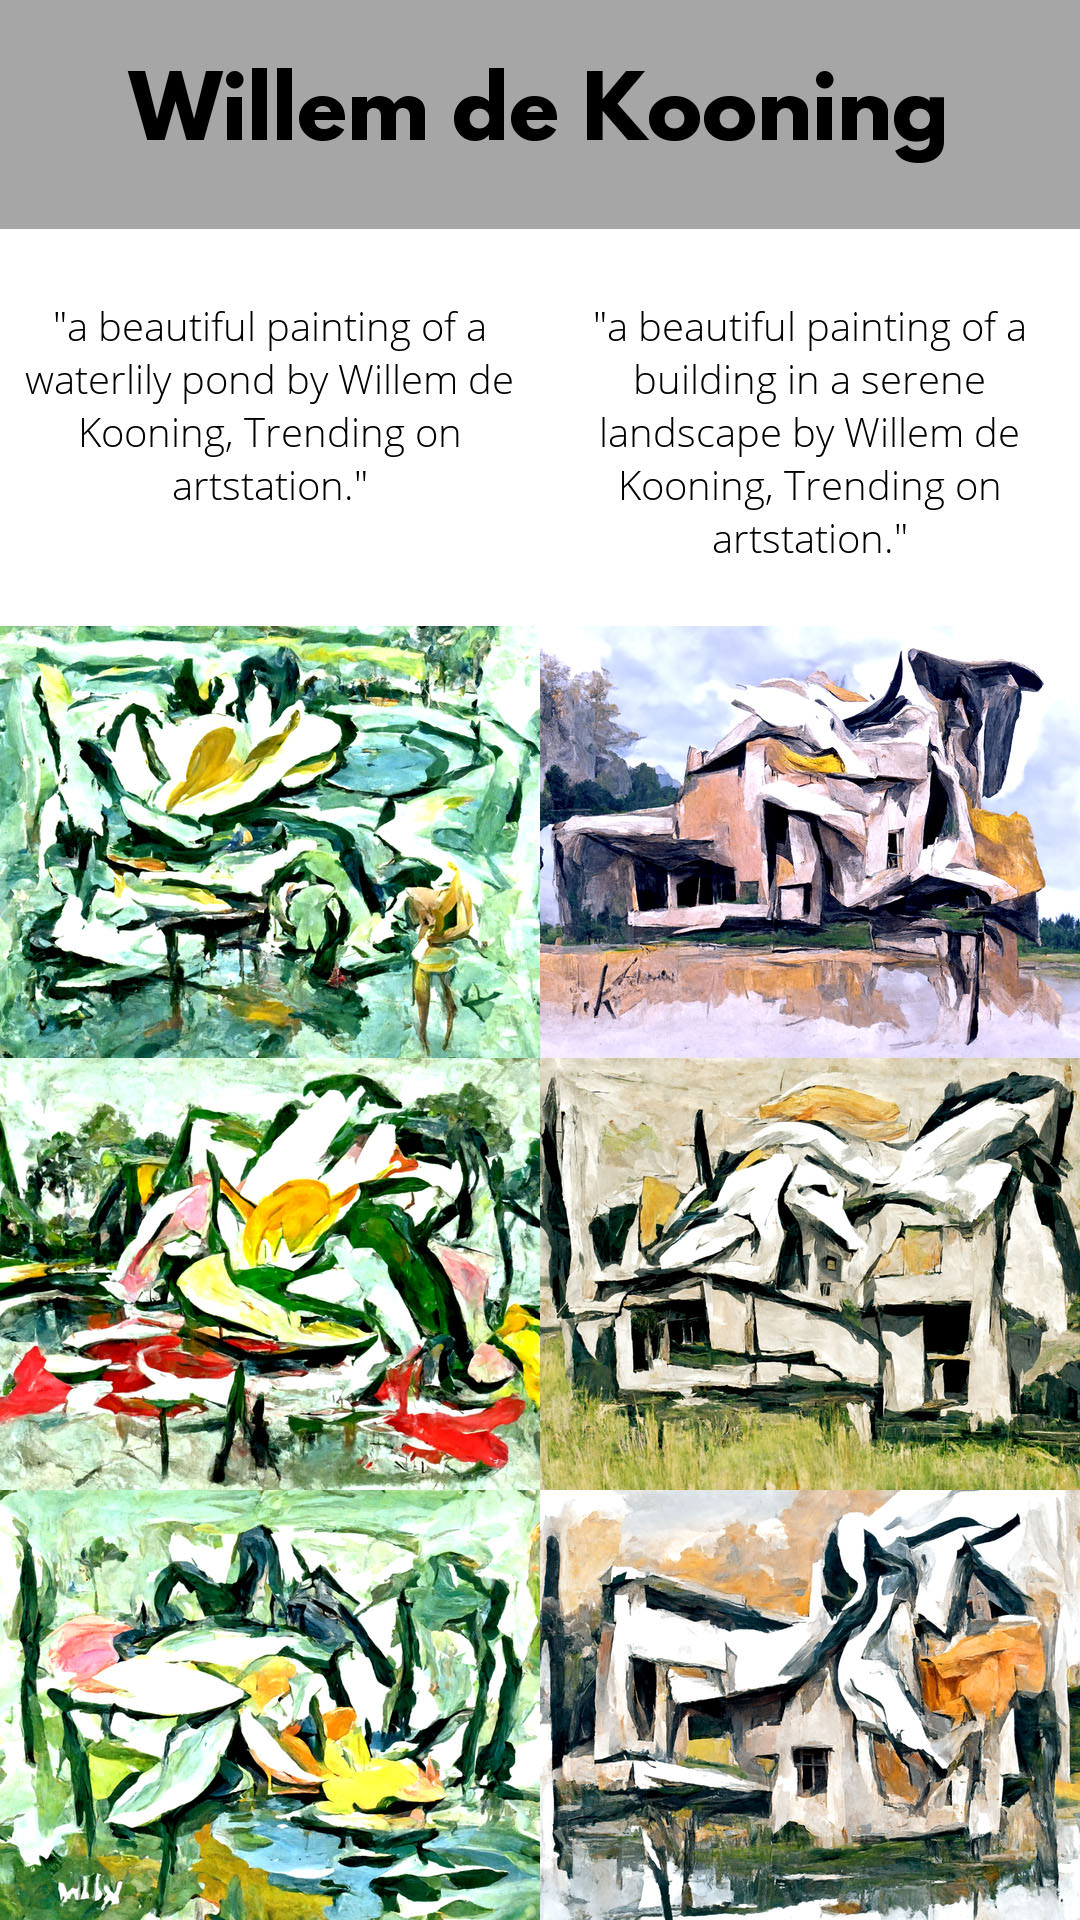 Willem de Kooning
"a beautiful painting of a
waterlily pond by Willem de
Kooning, Trending on
artstation."
"a beautiful painting of a
building in a serene
landscape by Willem de
Kooning, Trending on
artstation."